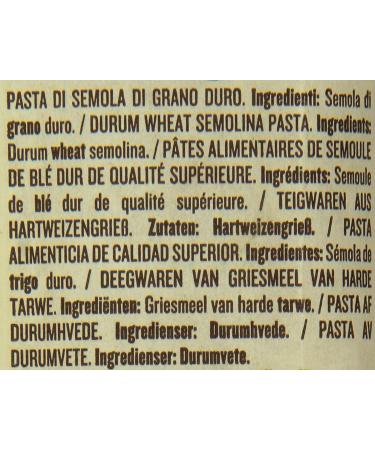 PASTA DI SEMOLA DI GRANO DURO. Ingredienti: Semola di
grano duro. / DURUM WHEAT SEMOLINA PASTA. Ingredients:
Durum wheat semolina. / PÂTES ALIMENTAIRES DE SEMOULE
DE BLÉ DUR DE QUALITÉ SUPÉRIEURE. Ingrédients: Semoule
de blé dur de qualité supérieure. / TEIGWAREN AUS
HARTWEIZENGRIEß. Zutaten: Hartweizengrieß. / PASTA
ALIMENTICIA DE CALIDAD SUPERIOR. Ingredientes: Sémola de
trigo duro. / DEEGWAREN VAN GRIESMEEL VAN HARDE
TARWE. Ingrediënten: Griesmeel van harde tarwe. / PASTA AF
DURUMHVEDE. Ingredienser: Durumhvede. / PASTA AV
DURUMVETE. Ingredienser: Durumvete.